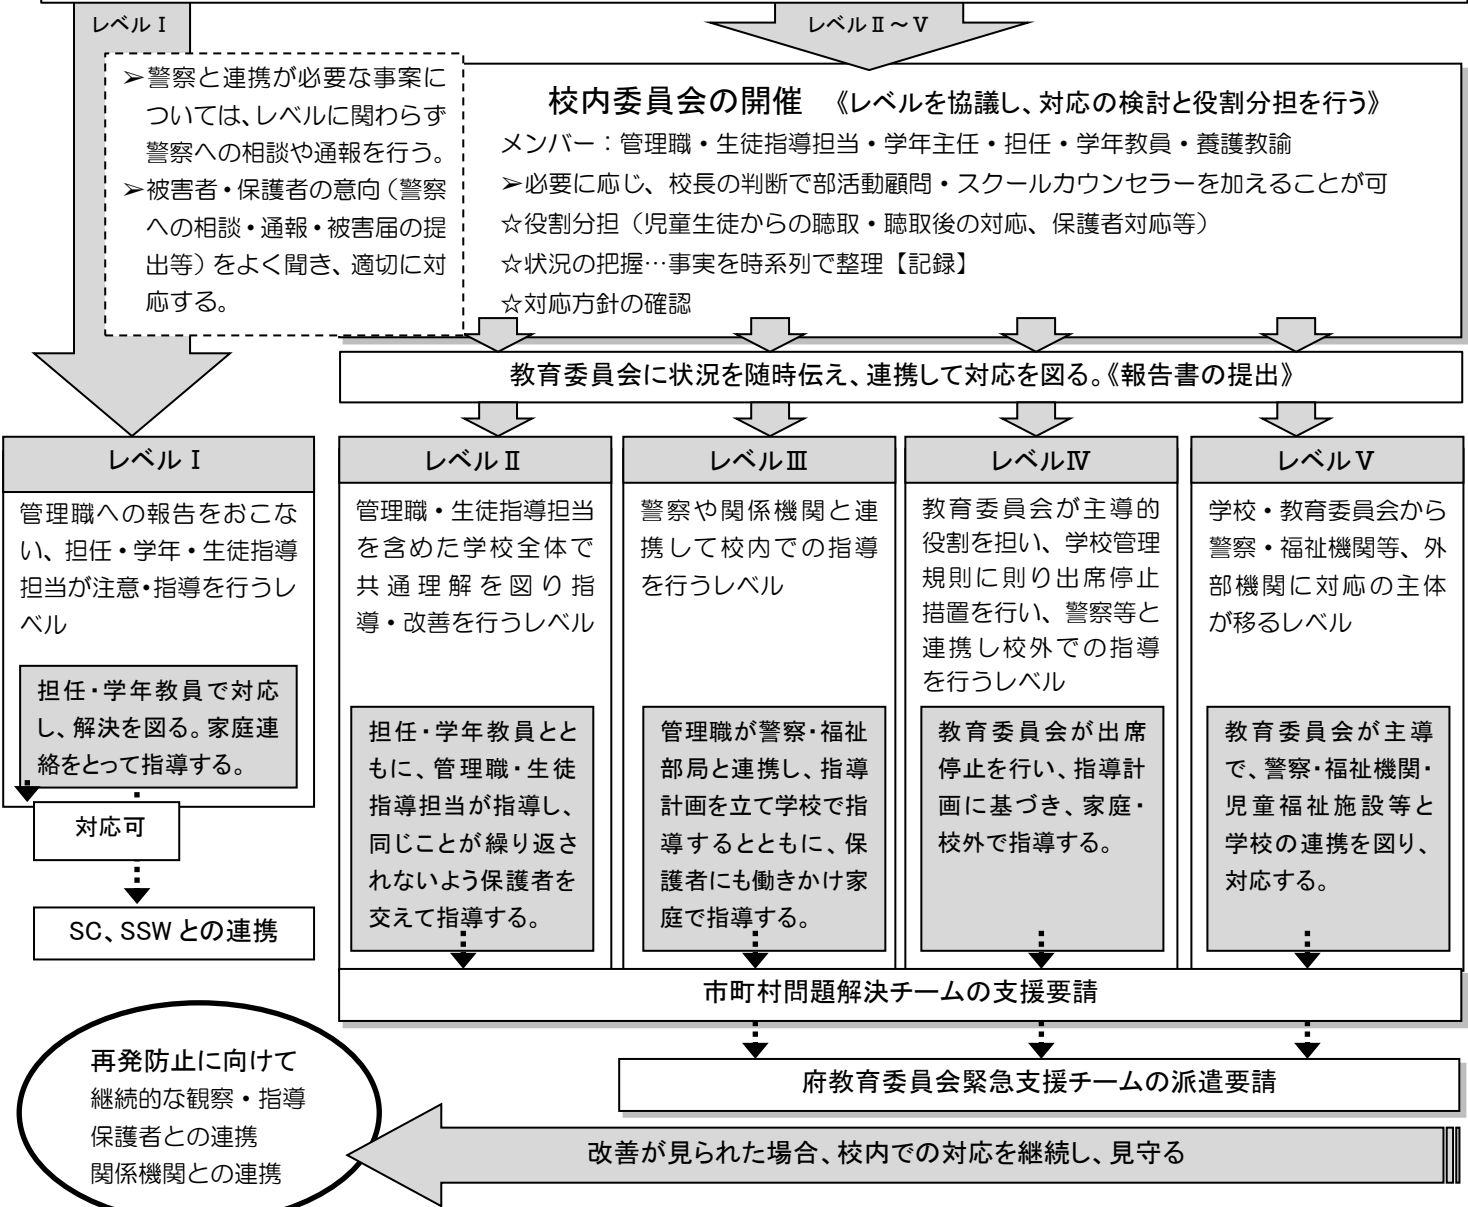 レベルⅠ
レベルⅡ～Ⅴ
➢警察と連携が必要な事案に
ついては、レベルに関わらず
警察への相談や通報を行う。
➢被害者・保護者の意向（警察
への相談・通報・被害届の提
出等）をよく聞き、適切に対
応する。
校内委員会の開催　《レベルを協議し、対応の検討と役割分担を行う》
メンバー：管理職・生徒指導担当・学年主任・担任・学年教員・養護教諭
➢必要に応じ、校長の判断で部活動顧問・スクールカウンセラーを加えることが可
☆役割分担（児童生徒からの聴取・聴取後の対応、保護者対応等）
☆状況の把握…事実を時系列で整理【記録】
☆対応方針の確認
教育委員会に状況を随時伝え、連携して対応を図る。《報告書の提出》
レベルⅠ
管理職への報告をおこな
い、担任・学年・生徒指導
担当が注意・指導を行うレ
ベル
担任・学年教員で対応
し、解決を図る。家庭連
絡をとって指導する。
対応可
SC、SSWとの連携
レベルⅡ
管理職・生徒指導担当
を含めた学校全体で
共通理解を図り指
導・改善を行うレベル
担任・学年教員とと
もに、管理職・生徒
指導担当が指導し、
同じことが繰り返さ
れないよう保護者を
交えて指導する。
レベルⅢ
警察や関係機関と連
携して校内での指導
を行うレベル
管理職が警察・福祉
部局と連携し、指導
計画を立て学校で指
導するとともに、保
護者にも働きかけ家
庭で指導する。
レベルⅣ
教育委員会が主導的
役割を担い、学校管理
規則に則り出席停止
措置を行い、警察等と
連携し校外での指導
を行うレベル
教育委員会が出席
停止を行い、指導計
画に基づき、家庭・
校外で指導する。
レベルⅤ
学校・教育委員会から
警察・福祉機関等、外
部機関に対応の主体
が移るレベル
教育委員会が主導
で、警察・福祉機関・
児童福祉施設等と
学校の連携を図り、
対応する。
市町村問題解決チームの支援要請
府教育委員会緊急支援チームの派遣要請
再発防止に向けて
継続的な観察・指導
保護者との連携
関係機関との連携
改善が見られた場合、校内での対応を継続し、見守る